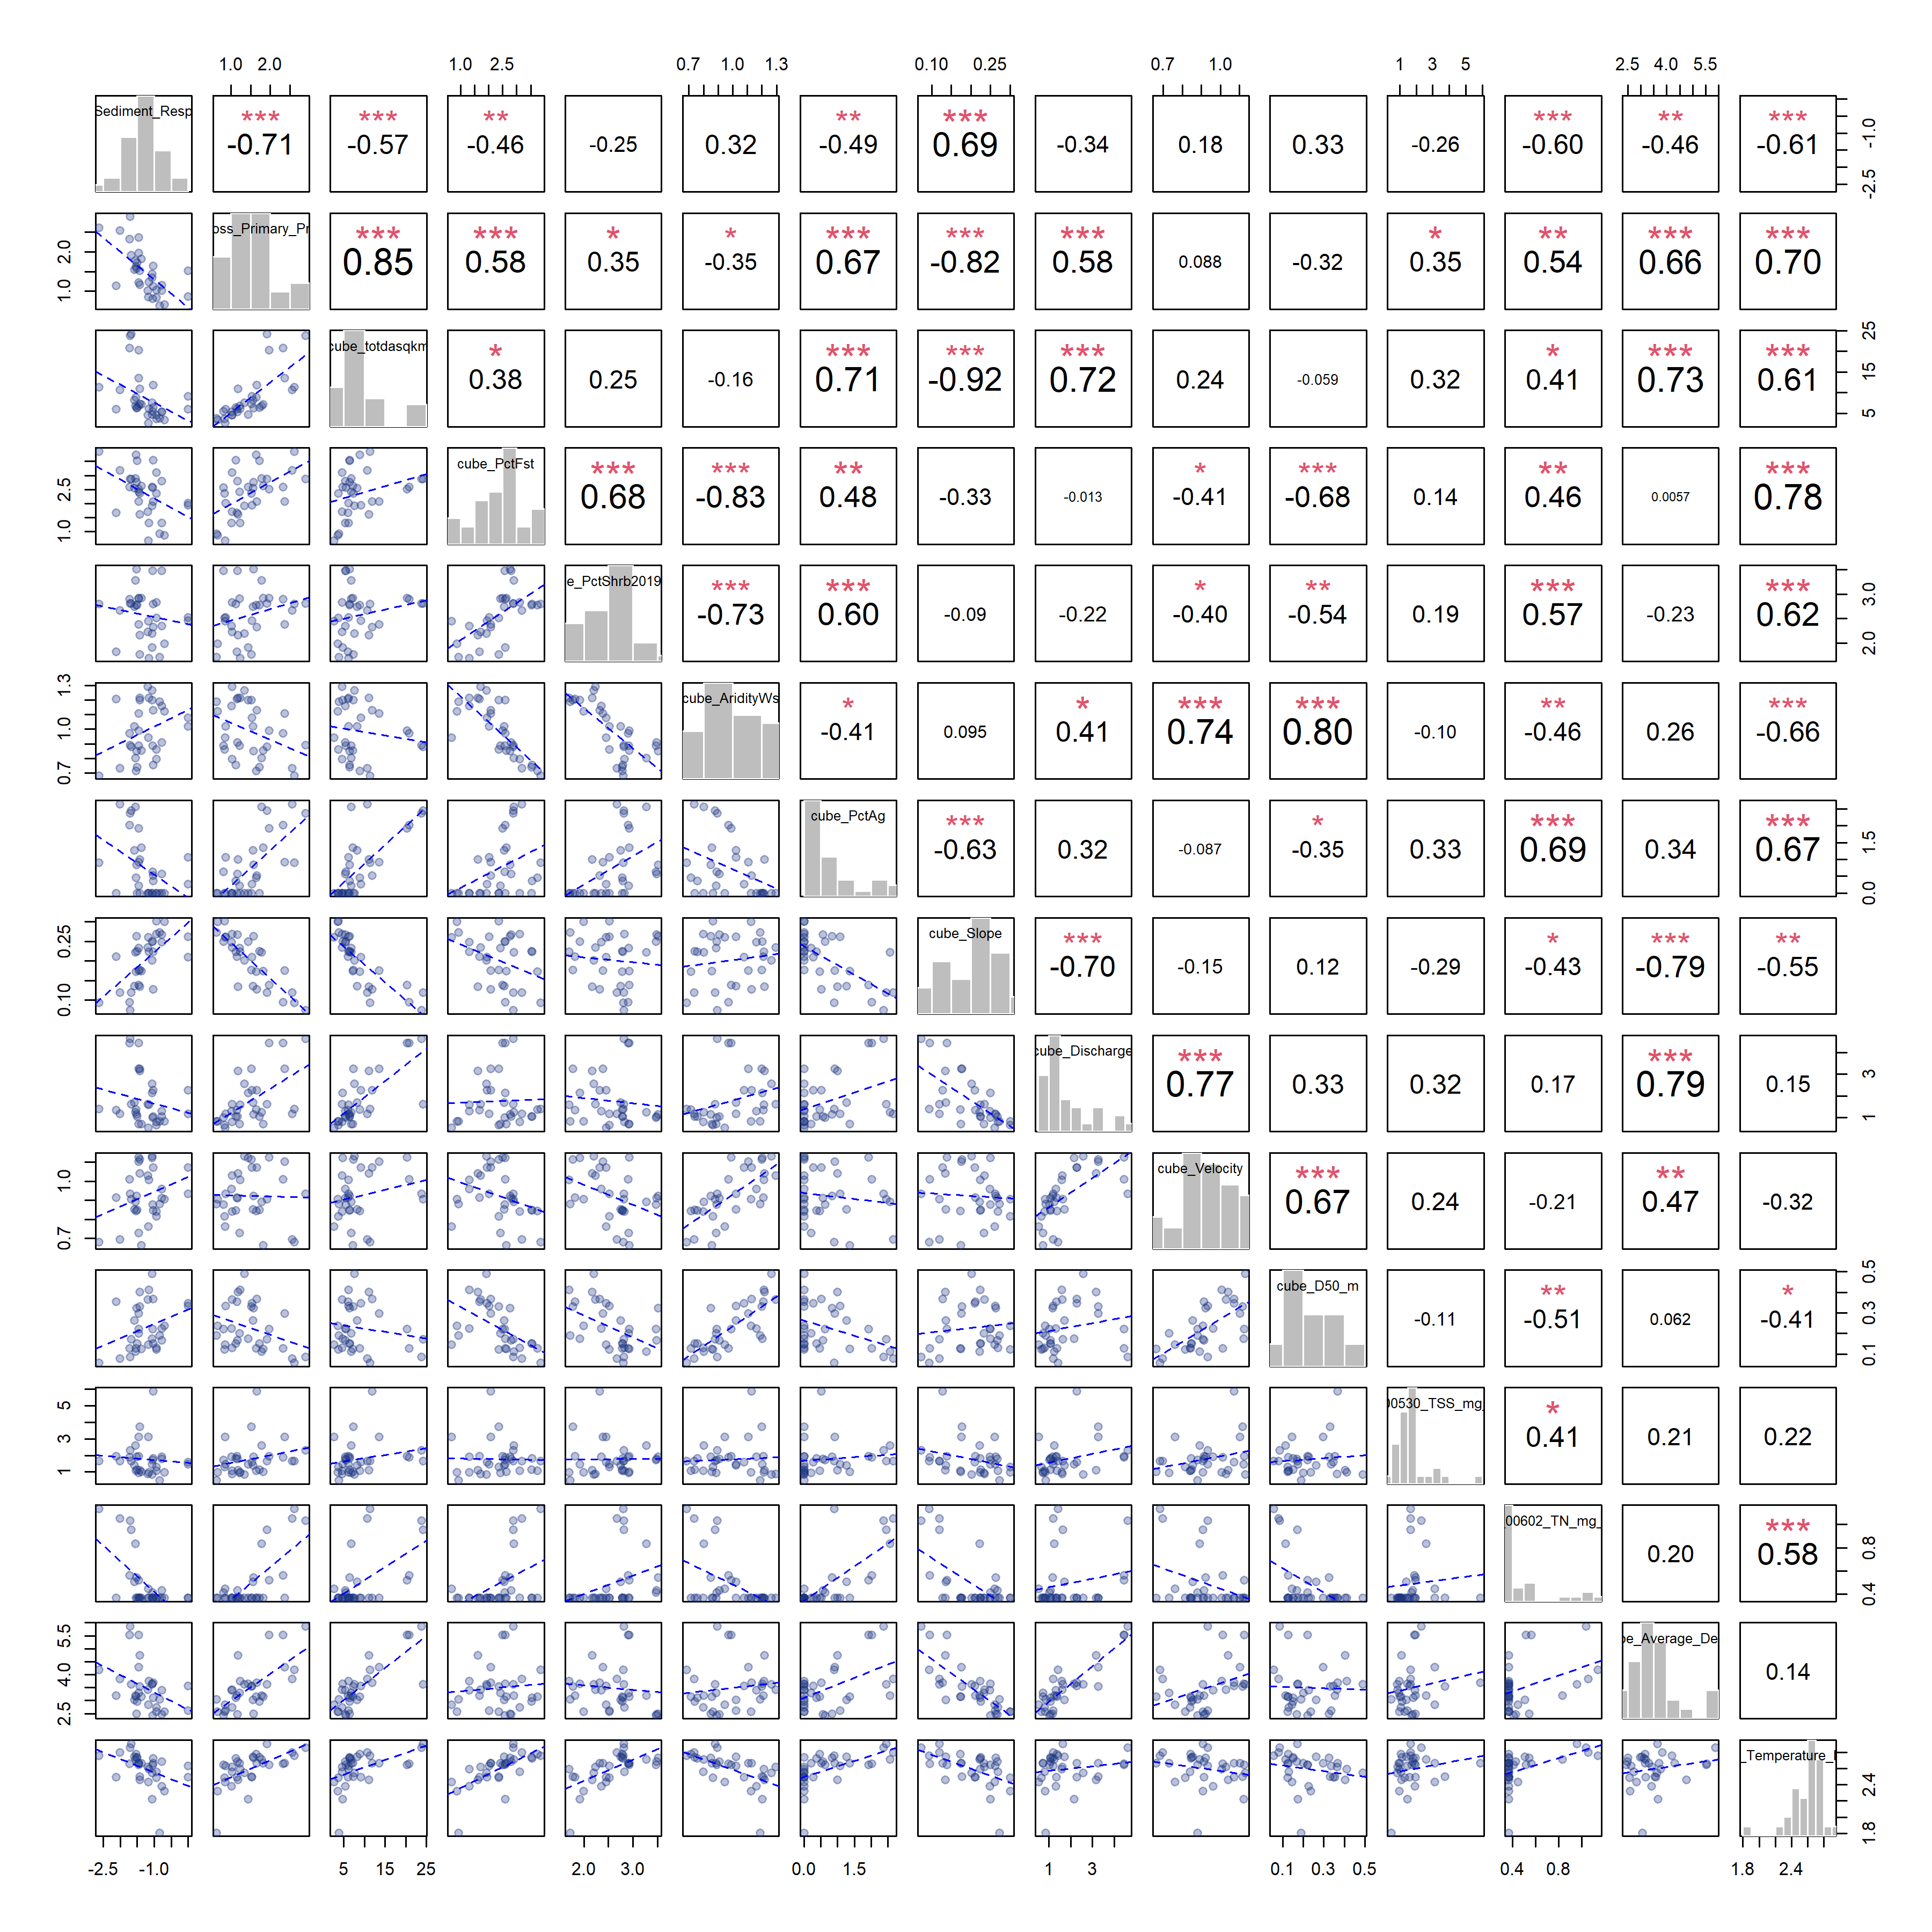 1.0 2.0 1.0 2.5 0.7 1.0 1.3 0.10 0.25 0.7 1.0 1 3 5 2.5 4.0 5.5
Sediment_Resp *** -0.71 *** -0.57 ** -0.46 -0.25 0.32 ** -0.49 *** 0.69 -0.34 0.18 0.33 -0.26 *** -0.60 ** -0.46 *** -0.61 -2.5 -1.0
1.0 2.0 oss_Primary_Pr *** 0.85 *** 0.58 * 0.35 * -0.35 *** 0.67 *** -0.82 *** 0.58 0.088 -0.32 * 0.35 ** 0.54 *** 0.66 *** 0.70
cube_totdasqkm * 0.38 0.25 -0.16 *** 0.71 *** -0.92 *** 0.72 0.24 -0.059 0.32 * 0.41 *** 0.73 *** 0.61 5 15 25
1.0 2.5 cube_PctFst *** 0.68 *** -0.83 ** 0.48 -0.33 -0.013 * -0.41 *** -0.68 0.14 ** 0.46 0.0057 *** 0.78
e_PctShrb2019 *** -0.73 *** 0.60 -0.09 -0.22 * -0.40 ** -0.54 0.19 *** 0.57 -0.23 *** 0.62 2.0 3.0
0.7 1.0 1.3 cube_AridityWs * -0.41 0.095 * 0.41 *** 0.74 *** 0.80 -0.10 ** -0.46 0.26 *** -0.66
cube_PctAg *** -0.63 0.32 -0.087 * -0.35 0.33 *** 0.69 0.34 *** 0.67 0.0 1.5
0.10 0.25 cube_Slope *** -0.70 -0.15 0.12 -0.29 * -0.43 *** -0.79 ** -0.55
cube_Discharge *** 0.77 0.33 0.32 0.17 *** 0.79 0.15 1 3
0.7 1.0 cube_Velocity *** 0.67 0.24 -0.21 ** 0.47 -0.32
cube_D50_m -0.11 ** -0.51 0.062 * -0.41 0.1 0.3 0.5
1 3 5 00530_TSS_mg_ * 0.41 0.21 0.22
00602_TN_mg_ 0.20 *** 0.58 0.4 0.8
2.5 4.0 5.5 be_Average_De 0.14
_Temperature_ 1.8 2.4
-2.5 -1.0 5 15 25 2.0 3.0 0.0 1.5 1 3 0.1 0.3 0.5 0.4 0.8 1.8 2.4